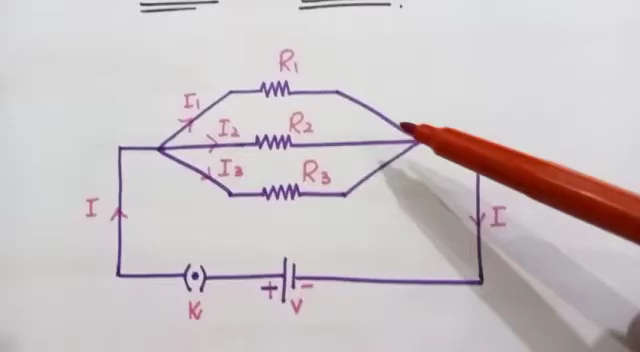 R1
I1
I2 R2
I3 R3
I I
+ -
K V